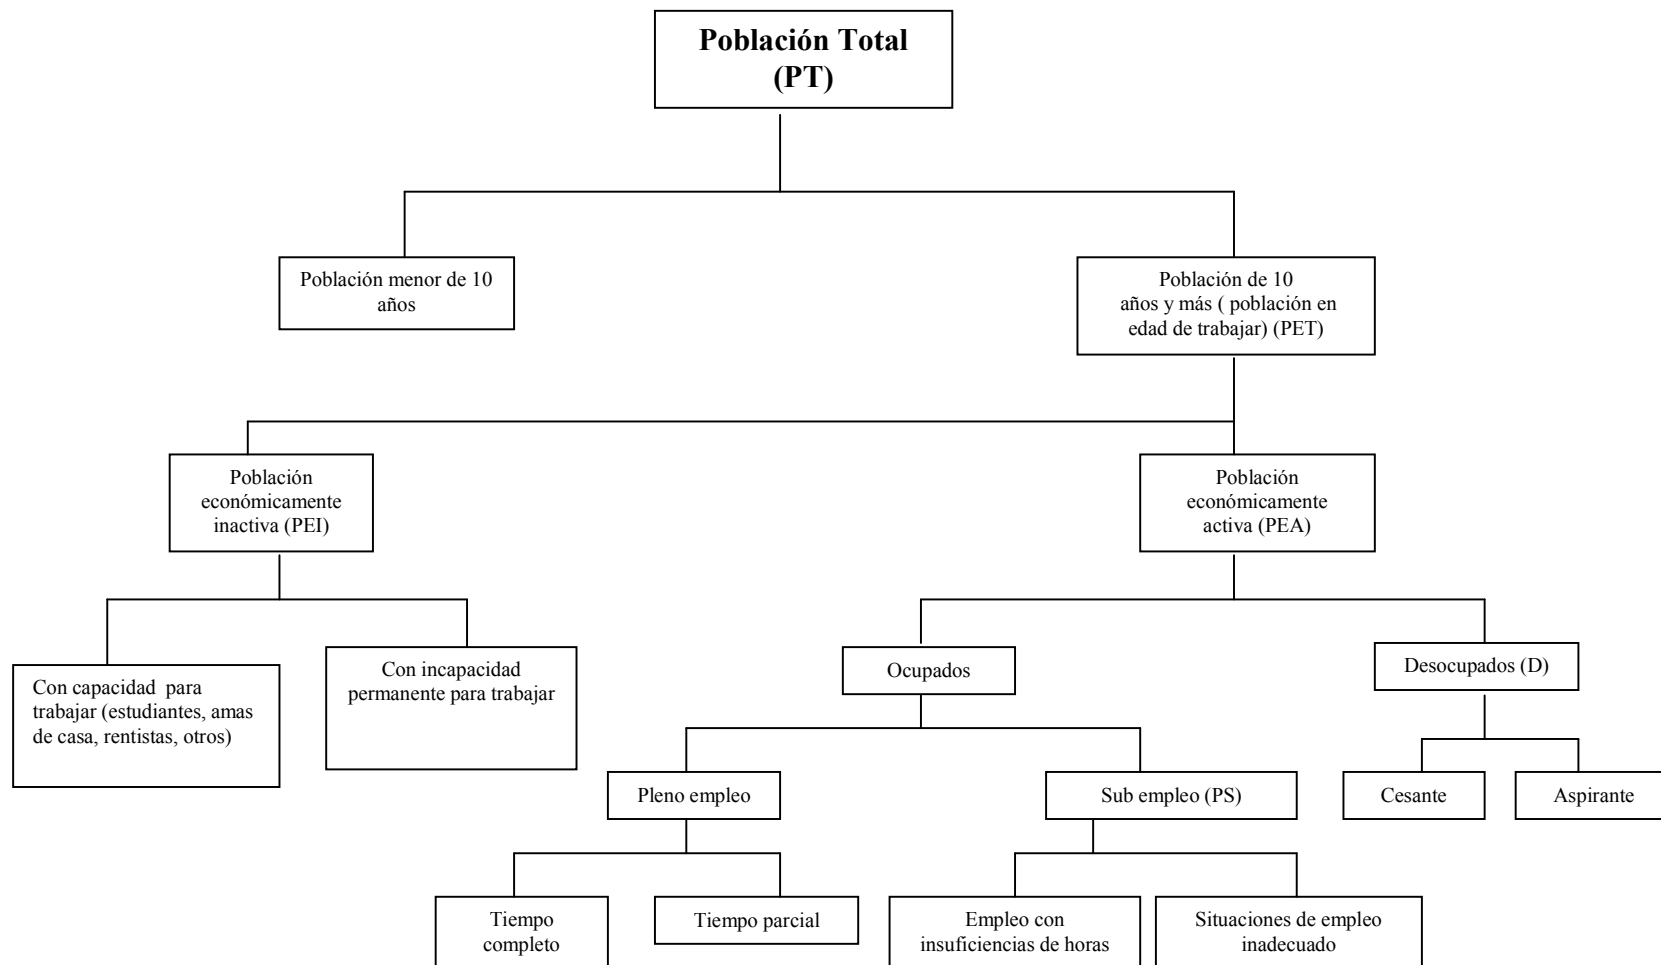 Población Total
(PT)
Población menor de 10
años
Población de 10
años y más ( población en
edad de trabajar) (PET)
Población
económicamente
inactiva (PEI)
Población
económicamente
activa (PEA)
Con capacidad para
trabajar (estudiantes, amas
de casa, rentistas, otros)
Con incapacidad
permanente para trabajar
Ocupados
Desocupados (D)
Pleno empleo
Sub empleo (PS)
Cesante
Aspirante
Tiempo
completo
Tiempo parcial
Empleo con
insuficiencias de horas
Situaciones de empleo
inadecuado